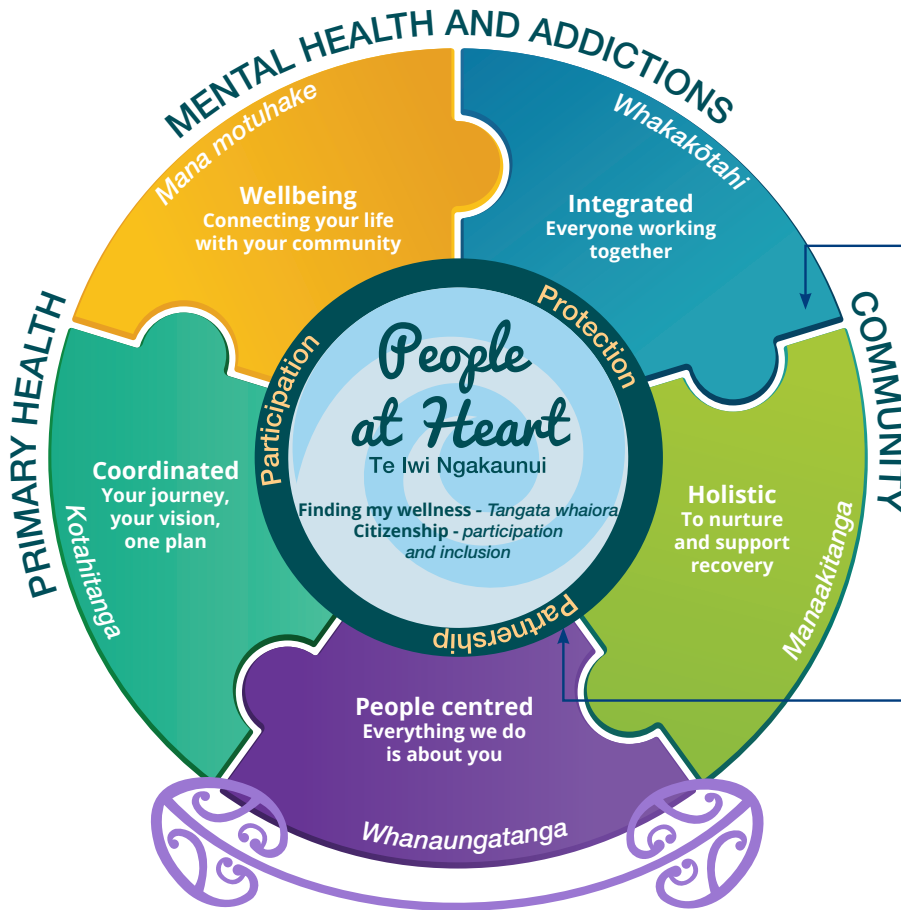 MENTAL HEALTH AND ADDICTIONS
PRIMARY HEALTH
COMMUNITY
Mana motuhake
Wellbeing
Connecting your life
with your community
Whakakōtahi
Integrated
Everyone working
together
Participation
Protection
Partnership
People
at Heart
Te Iwi Ngakaunui
Finding my wellness - Tangata whaiora
Citizenship - participation
and inclusion
Coordinated
Your journey,
your vision,
one plan
Kotahitanga
Holistic
To nurture
and support
recovery
Manaakitanga
People centred
Everything we do
is about you
Whanaungatanga